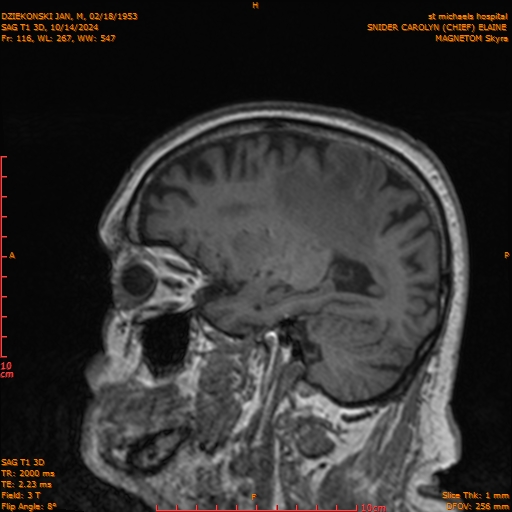 H
DZIEKONSKI JAN, M, 02/18/1953
SAG T1 3D, 10/14/2024
Fr: 116, WL: 267, WW: 547
st michaels hospital
SNIDER CAROLYN (CHIEF) ELAINE
MAGNETOM Skyra
A
P
10
cm
SAG T1 3D
TR: 2000 ms
TE: 2.23 ms
Field: 3 T
Flip Angle: 8°
F
10cm
Slice Thk: 1 mm
DFOV: 256 mm